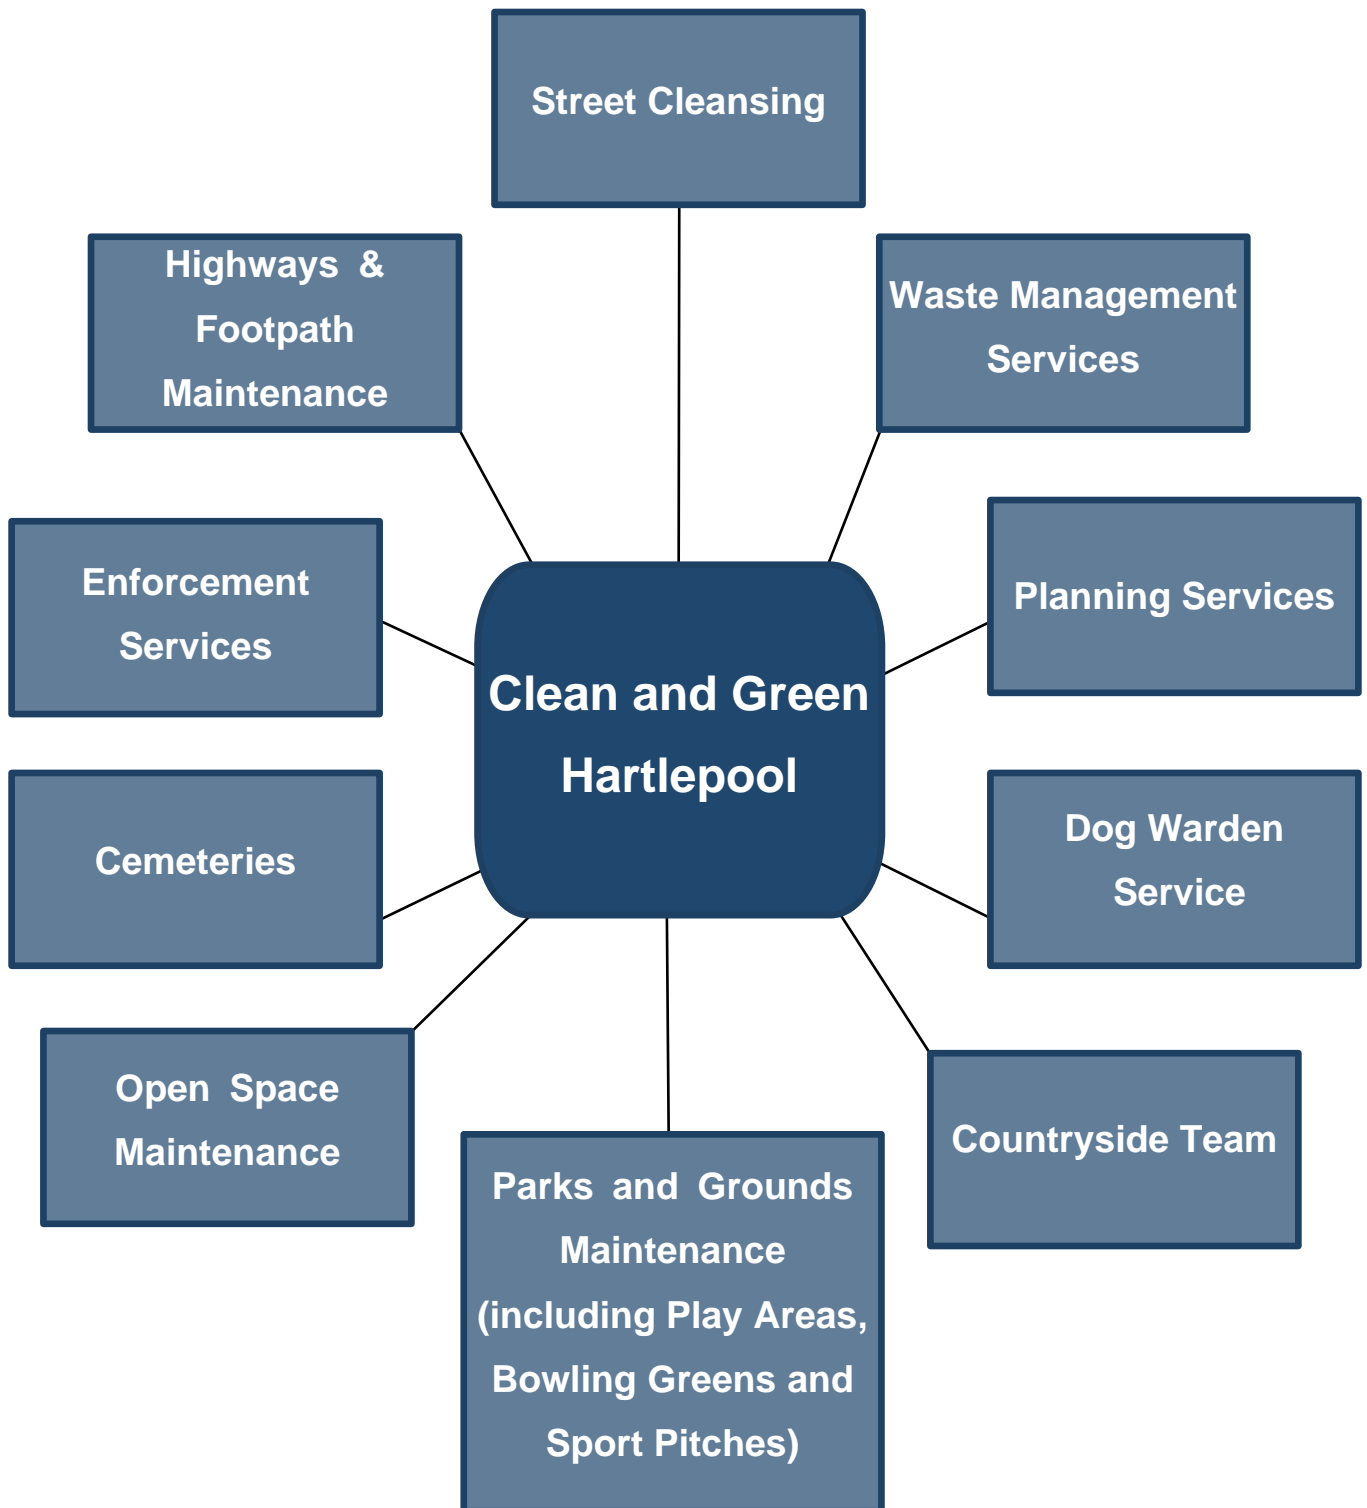 Street Cleansing
Highways & 
Footpath
Maintenance
Waste Management
Services
Enforcement
Services
Planning Services
Clean and Green
Hartlepool
Cemeteries
Dog Warden
Service
Open Space
Maintenance
Countryside Team
Parks and Grounds
Maintenance
(including Play Areas,
Bowling Greens and
Sport Pitches)